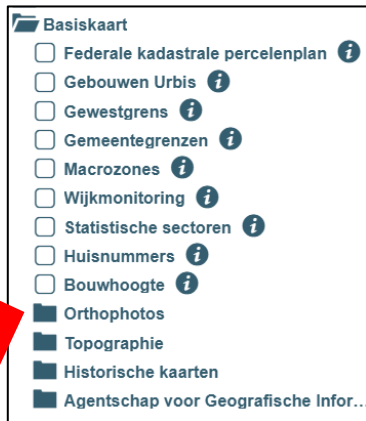 Basiskaart
Federale kadastrale percelenplan i
Gebouwen Urbis i
Gewestgrens i
Gemeentegrenzen i
Macrozones i
Wijkmonitoring i
Statistische sectoren i
Huisnummers i
Bouwhoogte i
Orthophotos
Topographie
Historische kaarten
Agentschap voor Geografische Infor...